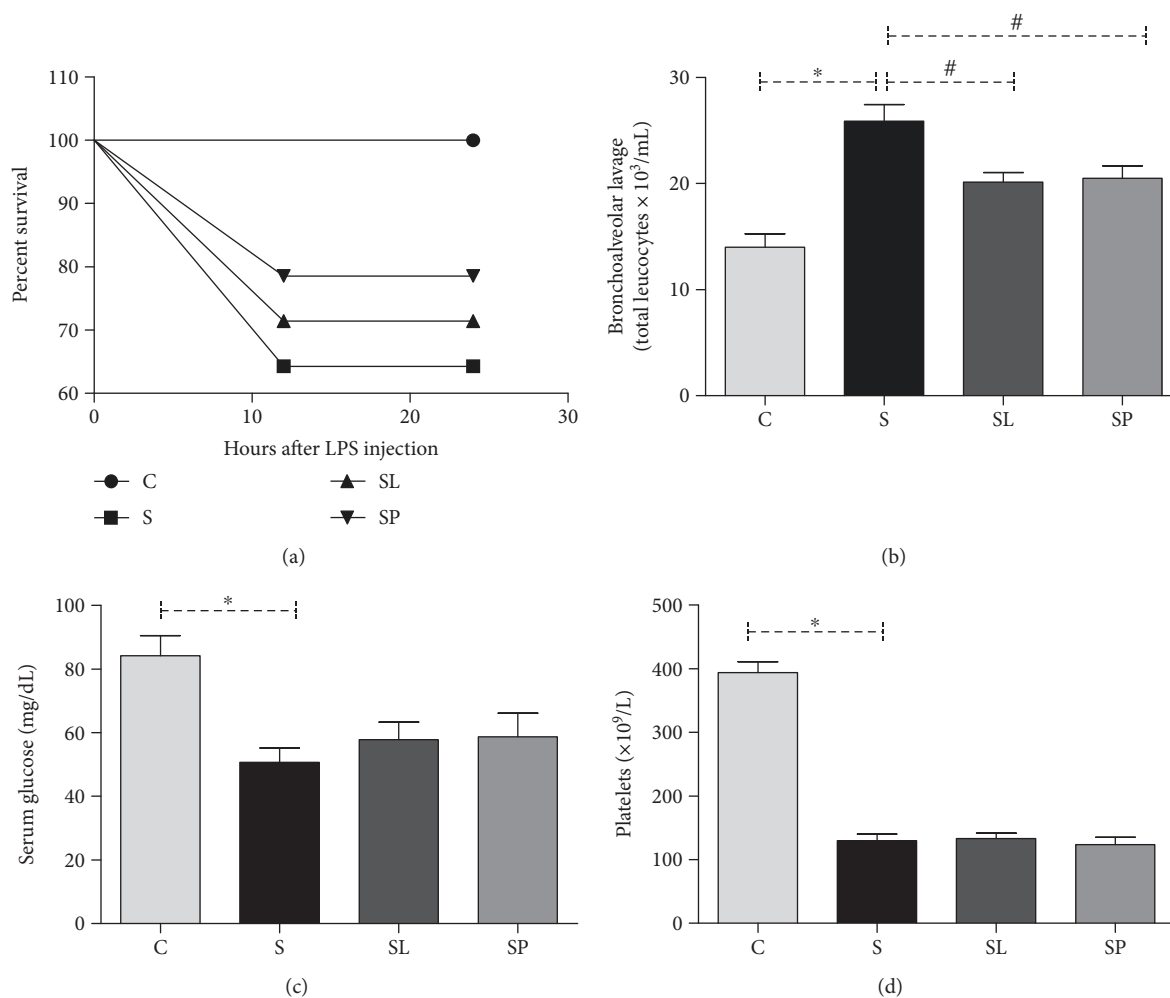 110
100
90
80
70
60
Percent survival
0
10
20
30
Hours after LPS injection
C
SL
S
SP
(a)
#
*
#
30
20
10
0
Bronchoalveolar lavage
(total leucocytes × 10³/mL)
C
S
SL
SP
(b)
*
100
80
60
40
20
0
Serum glucose (mg/dL)
C
S
SL
SP
(c)
*
500
400
300
200
100
0
Platelets (×10⁹/L)
C
S
SL
SP
(d)